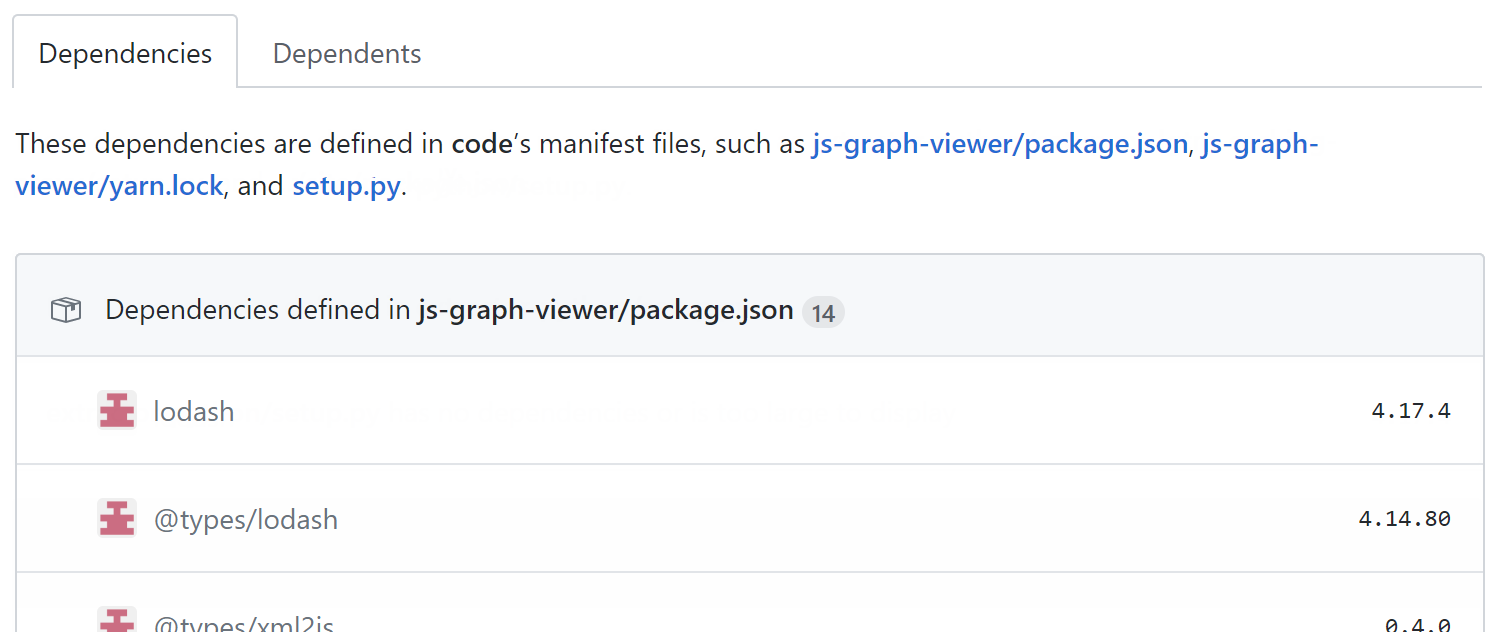 Dependencies Dependents
These dependencies are defined in code’s manifest files, such as js-graph-viewer/package.json, js-graph-
viewer/yarn.lock, and setup.py.
Dependencies defined in js-graph-viewer/package.json 14
lodash 4.17.4
@types/lodash 4.14.80
@types/xml2js 0.4.0